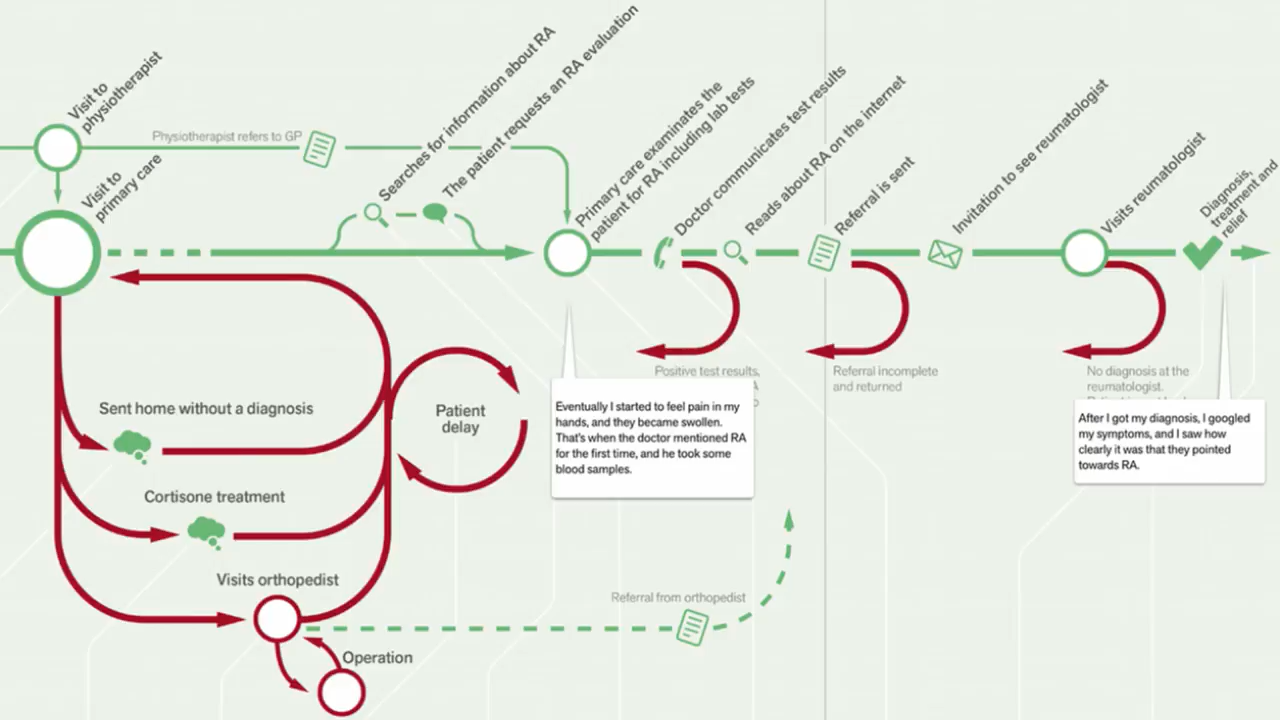 Visit to
physiotherapist
Physiotherapist refers to GP
Visit to
primary care
Searches for information about RA
The patient requests an RA evaluation
Primary care examinates the
patient for RA including lab tests
Doctor communicates test results
Reads about RA on the internet
Referral is sent
Invitation to see reumatologist
Visits reumatologist
Diagnosis,
treatment and
relief
Positive test results,
Referral incomplete
and returned
No diagnosis at the
reumatologist.
Sent home without a diagnosis
Patient
delay
Eventually I started to feel pain in my
hands, and they became swollen.
That's when the doctor mentioned RA
for the first time, and he took some
blood samples.
After I got my diagnosis, I googled
my symptoms, and I saw how
clearly it was that they pointed
towards RA.
Cortisone treatment
Visits orthopedist
Referral from orthopedist
Operation